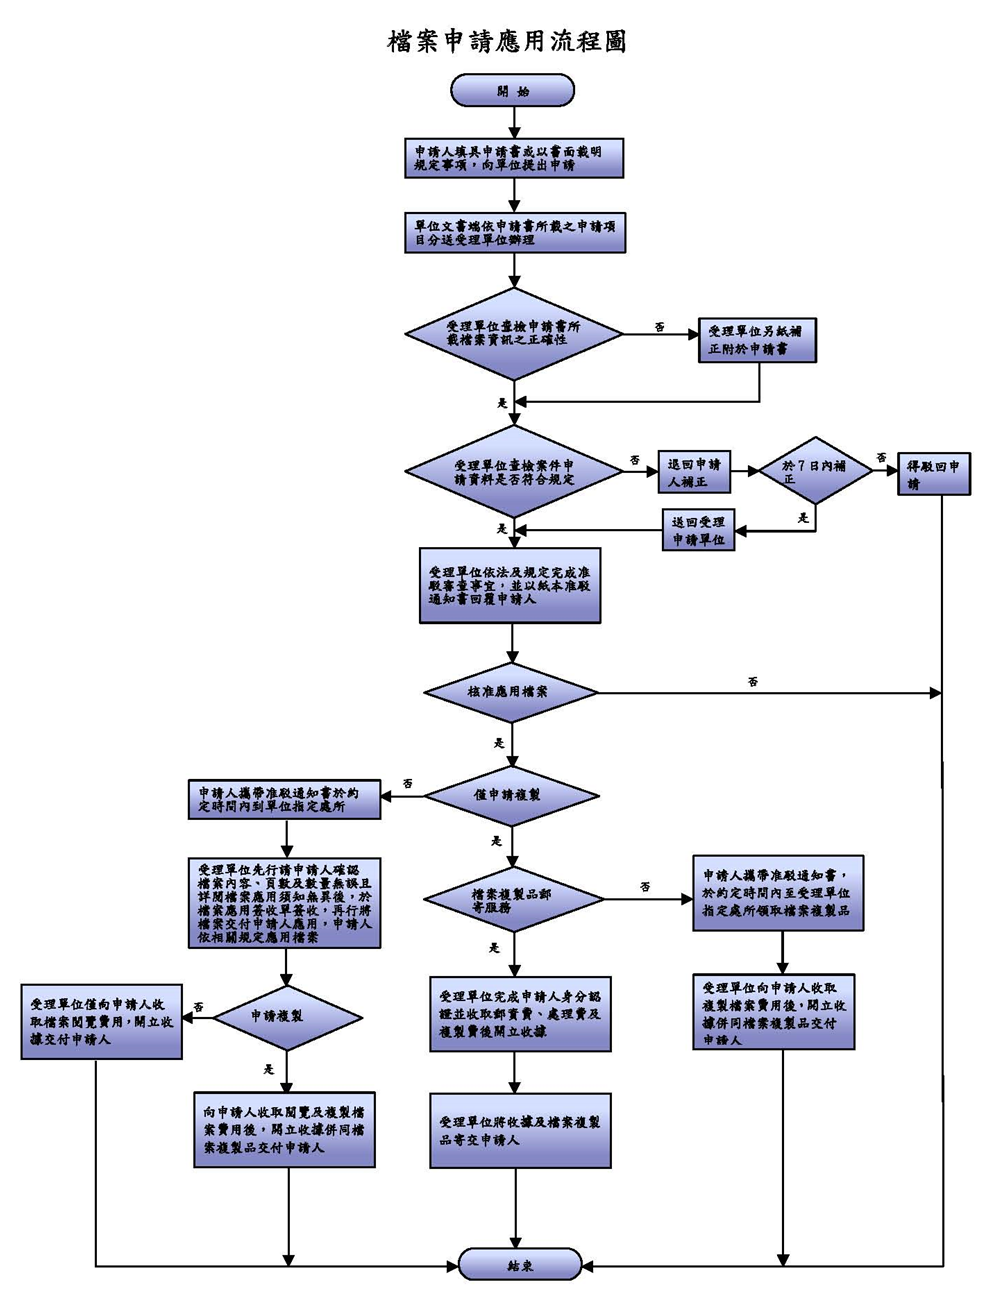 檔案申請應用流程圖
開 始
申請人填具申請書或以書面載明
規定事項，向單位提出申請
單位文書端依申請書所載之申請項
目分送受理單位辦理
受理單位查檢申請書所
載檔案資訊之正確性
否
受理單位另紙補
正附於申請書
是
受理單位查檢案件申
請資料是否符合規定
否
退回申請
人補正
於7日內補
正
否
得駁回申
請
是
送回受理
申請單位
是
受理單位依法及規定完成准
駁審查事宜，並以紙本准駁
通知書回覆申請人
核准應用檔案
否
是
僅申請複製
否
申請人攜帶准駁通知書於約
定時間內到單位指定處所
是
受理單位先行請申請人確認
檔案內容、頁數及數量無誤且
詳閱檔案應用須知無異後，於
檔案應用簽收單簽收，再行將
檔案交付申請人應用，申請人
依相關規定應用檔案
檔案複製品郵
寄服務
否
申請人攜帶准駁通知書，
於約定時間內至受理單位
指定處所領取檔案複製品
是
受理單位僅向申請人收
取檔案閱覽費用，開立收
據交付申請人
否
申請複製
受理單位完成申請人身分認
證並收取郵資費、處理費及
複製費後開立收據
受理單位向申請人收取
複製檔案費用後，開立收
據併同檔案複製品交付
申請人
是
向申請人收取閱覽及複製檔
案費用後，開立收據併同檔
案複製品交付申請人
受理單位將收據及檔案複製
品寄交申請人
結束